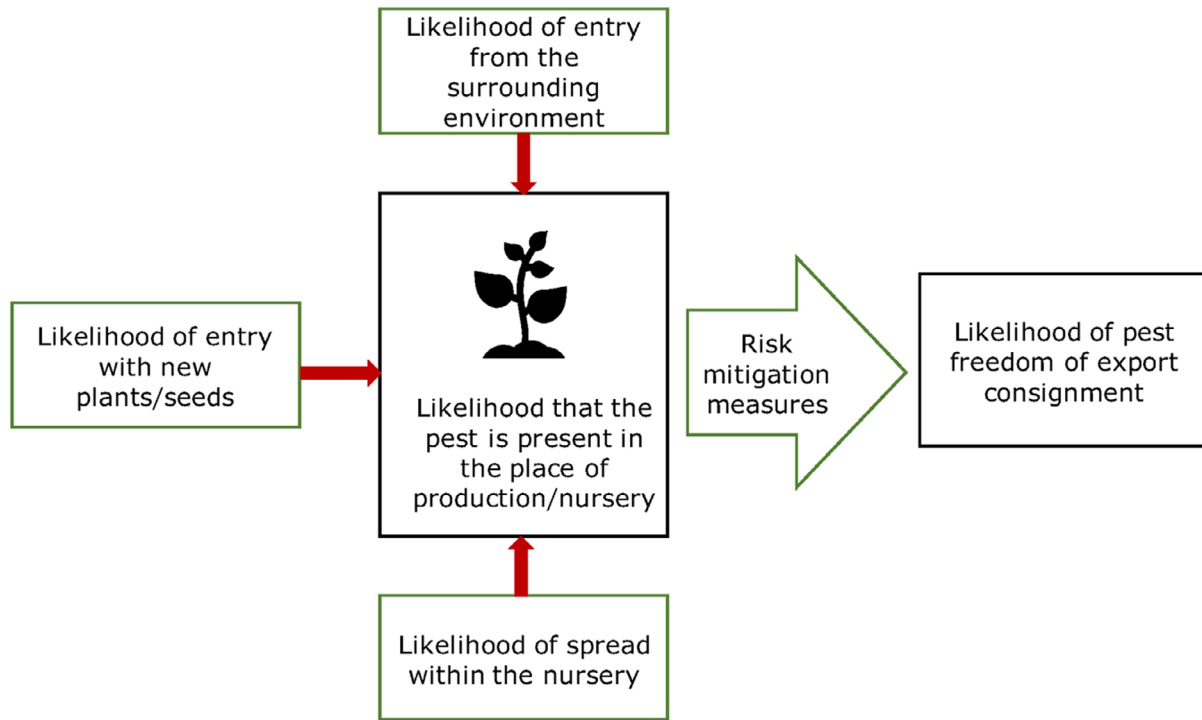 Likelihood of entry
from the
surrounding
environment
Likelihood of entry
with new
plants/seeds
Likelihood that the
pest is present in
the place of
production/nursery
Likelihood of spread
within the nursery
Risk
mitigation
measures
Likelihood of pest
freedom of export
consignment